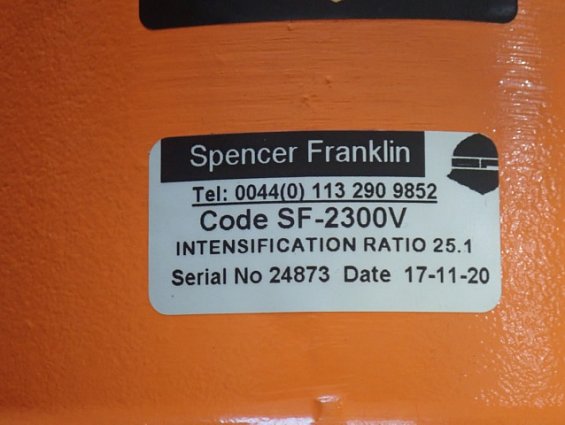 Spencer Franklin
Tel: 0044(0) 113 290 9852
Code SF-2300V
INTENSIFICATION RATIO 25.1
Serial No 24873 Date 17-11-20